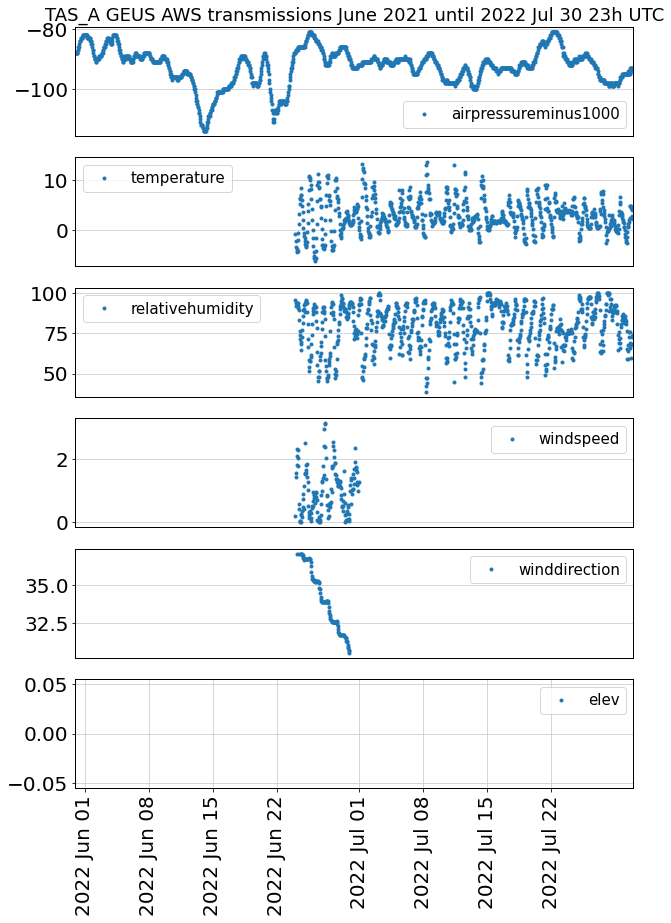 TAS_A GEUS AWS transmissions June 2021 until 2022 Jul 30 23h UTC
−80
−100
airpressureminus1000
10
0
temperature
100
75
50
relativehumidity
2
0
windspeed
35.0
32.5
winddirection
0.05
0.00
−0.05
elev
2022 Jun 01
2022 Jun 08
2022 Jun 15
2022 Jun 22
2022 Jul 01
2022 Jul 08
2022 Jul 15
2022 Jul 22